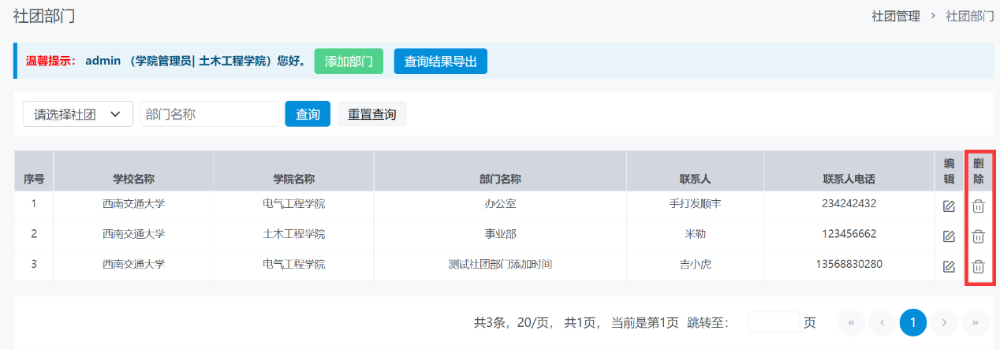 社团部门
社团管理 › 社团部门
温馨提示： admin （学院管理员| 土木工程学院）您好。 添加部门 查询结果导出
请选择社团 部门名称 查询 重置查询
序号 学校名称 学院名称 部门名称 联系人 联系人电话 编辑 删除
1 西南交通大学 电气工程学院 办公室 手打发顺丰 234242432
2 西南交通大学 土木工程学院 事业部 米勒 123456662
3 西南交通大学 电气工程学院 测试社团部门添加时间 吉小虎 13568830280
共3条，20/页， 共1页， 当前是第1页 跳转至： 页 « ‹ 1 › »